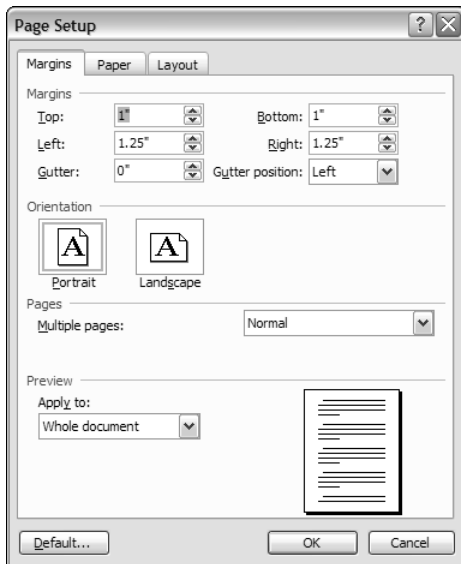 Page Setup
Margins Paper Layout
Margins
Top: 1" Bottom: 1"
Left: 1.25" Right: 1.25"
Gutter: 0" Gutter position: Left
Orientation
A A
Portrait Landscape
Pages
Multiple pages: Normal
Preview
Apply to:
Whole document
Default... OK Cancel